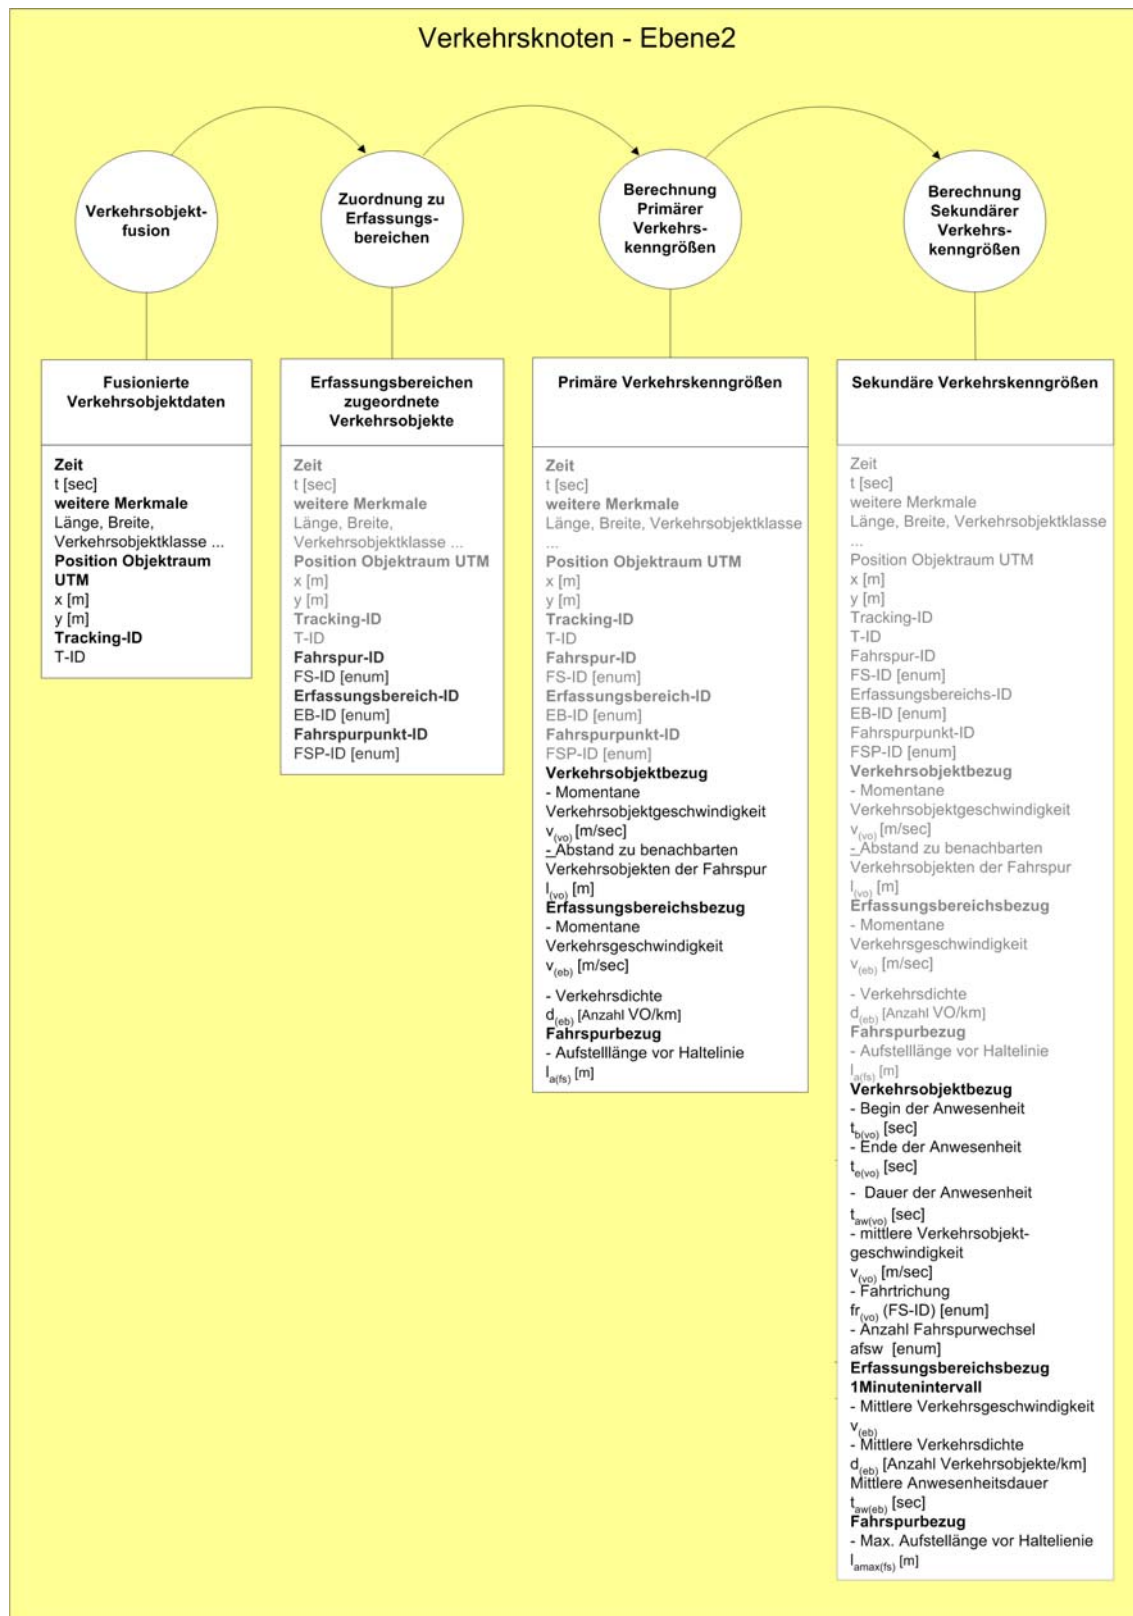 Verkehrsknoten - Ebene2
Verkehrsobjekt-
fusion
Zuordnung zu
Erfassungs-
bereichen
Berechnung
Primärer
Verkehrs-
kenngrößen
Berechnung
Sekundärer
Verkehrs-
kenngrößen
Fusionierte
Verkehrsobjektdaten
Zeit
t [sec]
weitere Merkmale
Länge, Breite,
Verkehrsobjektklasse ...
Position Objektraum
UTM
x [m]
y [m]
Tracking-ID
T-ID
Erfassungsbereichen
zugeordnete
Verkehrsobjekte
Zeit
t [sec]
weitere Merkmale
Länge, Breite,
Verkehrsobjektklasse ...
Position Objektraum UTM
x [m]
y [m]
Tracking-ID
T-ID
Fahrspur-ID
FS-ID [enum]
Erfassungsbereich-ID
EB-ID [enum]
Fahrspurpunkt-ID
FSP-ID [enum]
Primäre Verkehrskenngrößen
Zeit
t [sec]
weitere Merkmale
Länge, Breite, Verkehrsobjektklasse
...
Position Objektraum UTM
x [m]
y [m]
Tracking-ID
T-ID
Fahrspur-ID
FS-ID [enum]
Erfassungsbereich-ID
EB-ID [enum]
Fahrspurpunkt-ID
FSP-ID [enum]
Verkehrsobjektbezug
- Momentane
Verkehrsobjektgeschwindigkeit
v(vo) [m/sec]
- Abstand zu benachbarten
Verkehrsobjekten der Fahrspur
l(vo) [m]
Erfassungsbereichsbezug
- Momentane
Verkehrsgeschwindigkeit
v(eb) [m/sec]
- Verkehrsdichte
d(eb) [Anzahl VO/km]
Fahrspurbezug
- Aufstelllänge vor Haltelinie
la(fs) [m]
Sekundäre Verkehrskenngrößen
Zeit
t [sec]
weitere Merkmale
Länge, Breite, Verkehrsobjektklasse
...
Position Objektraum UTM
x [m]
y [m]
Tracking-ID
T-ID
Fahrspur-ID
FS-ID [enum]
Erfassungsbereichs-ID
EB-ID [enum]
Fahrspurpunkt-ID
FSP-ID [enum]
Verkehrsobjektbezug
- Momentane
Verkehrsobjektgeschwindigkeit
v(vo) [m/sec]
- Abstand zu benachbarten
Verkehrsobjekten der Fahrspur
l(vo) [m]
Erfassungsbereichsbezug
- Momentane
Verkehrsgeschwindigkeit
v(eb) [m/sec]
- Verkehrsdichte
d(eb) [Anzahl VO/km]
Fahrspurbezug
- Aufstelllänge vor Haltelinie
la(fs) [m]
Verkehrsobjektbezug
- Begin der Anwesenheit
tb(vo) [sec]
- Ende der Anwesenheit
te(vo) [sec]
- Dauer der Anwesenheit
taw(vo) [sec]
- mittlere Verkehrsobjekt-
geschwindigkeit
v(vo) [m/sec]
- Fahrtrichung
fr(vo) (FS-ID) [enum]
- Anzahl Fahrspurwechsel
afsw [enum]
Erfassungsbereichsbezug
1Minutenintervall
- Mittlere Verkehrsgeschwindigkeit
v(eb)
- Mittlere Verkehrsdichte
d(eb) [Anzahl Verkehrsobjekte/km]
Mittlere Anwesenheitsdauer
taw(eb) [sec]
Fahrspurbezug
- Max. Aufstellänge vor Haltelienie
lamax(fs) [m]